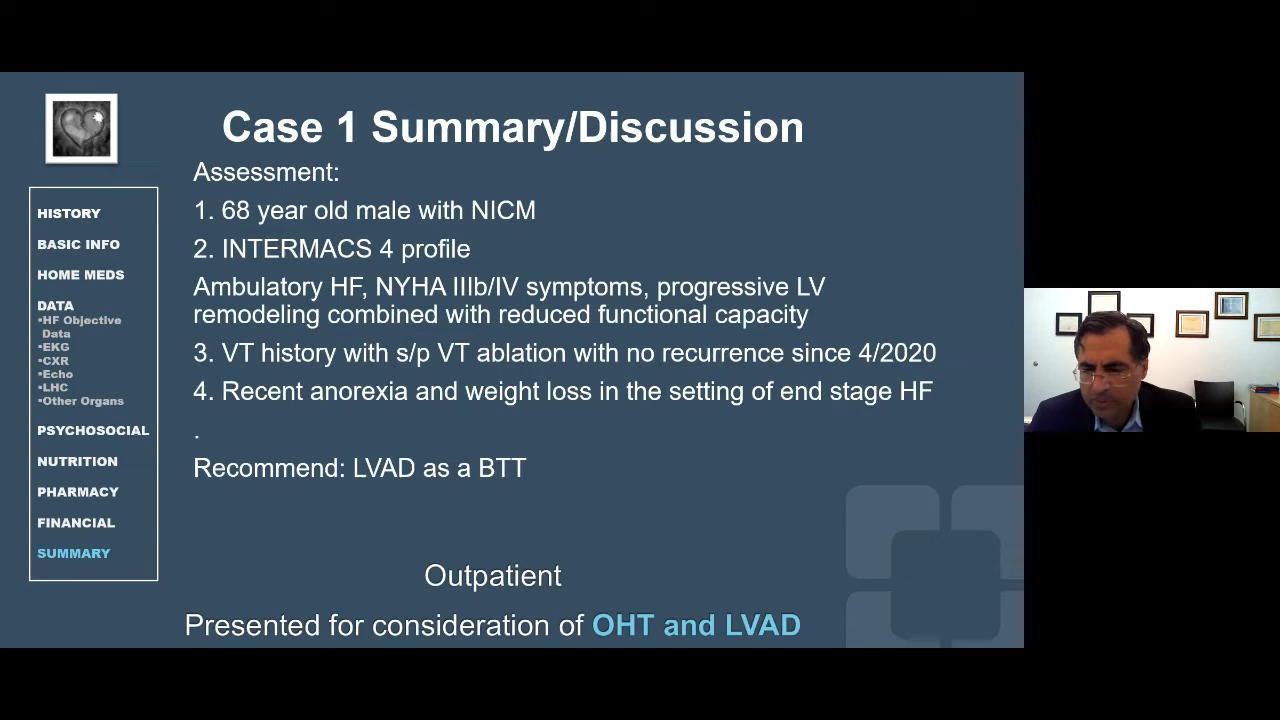 Case 1 Summary/Discussion
HISTORY
BASIC INFO
HOME MEDS
DATA
•HF Objective
Data
•EKG
•CXR
•Echo
•LHC
•Other Organs
PSYCHOSOCIAL
NUTRITION
PHARMACY
FINANCIAL
SUMMARY
Assessment:
1. 68 year old male with NICM
2. INTERMACS 4 profile
Ambulatory HF, NYHA IIIb/IV symptoms, progressive LV
remodeling combined with reduced functional capacity
3. VT history with s/p VT ablation with no recurrence since 4/2020
4. Recent anorexia and weight loss in the setting of end stage HF
.
Recommend: LVAD as a BTT
Outpatient
Presented for consideration of OHT and LVAD